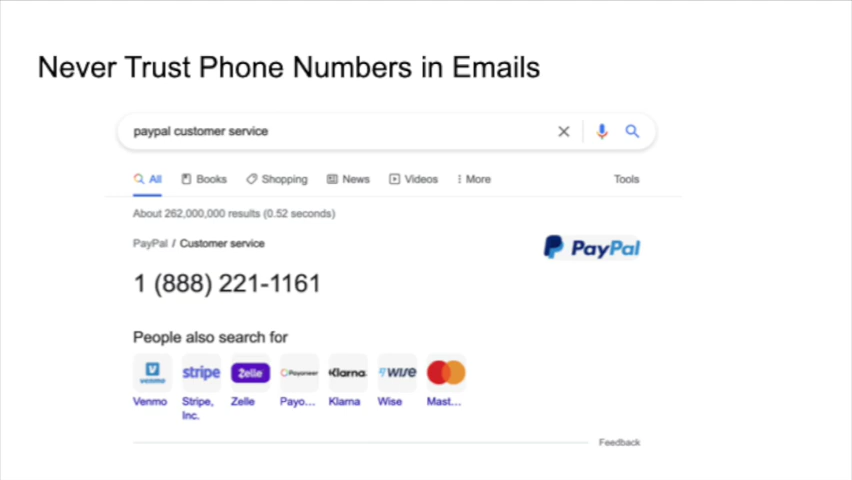 Never Trust Phone Numbers in Emails
paypal customer service
All Books Shopping News Videos More Tools
About 262,000,000 results (0.52 seconds)
PayPal / Customer service
PayPal
1 (888) 221-1161
People also search for
venmo stripe Zelle Payoneer Klarna. WISE
Venmo Stripe, Inc. Zelle Payo... Klarna Wise Mast...
Feedback